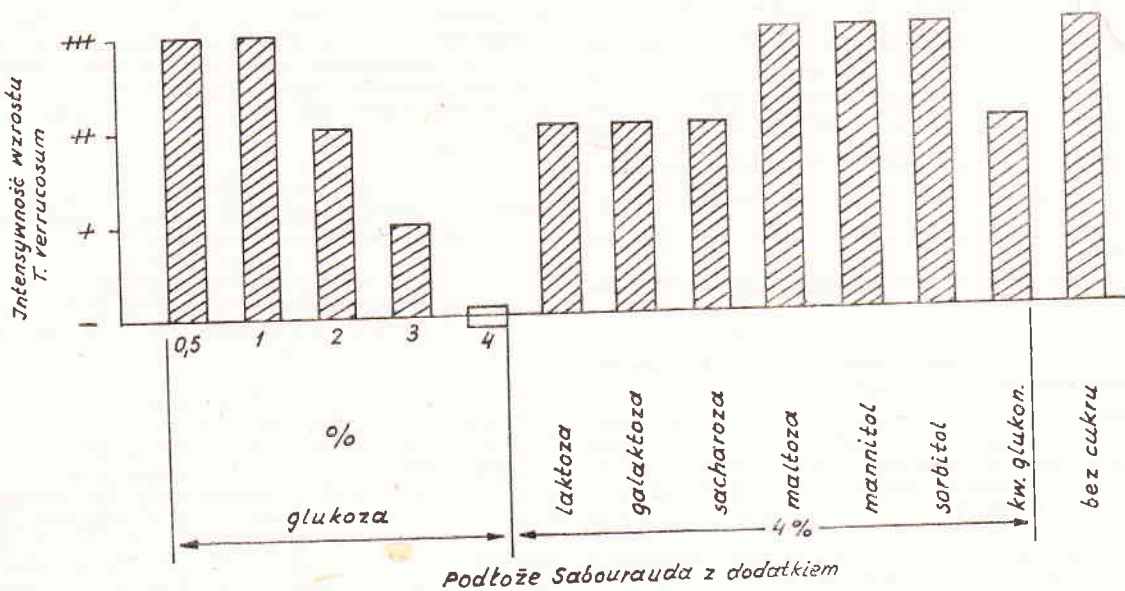 Intensywność wzrostu
T. verrucosum
+++
++
+
—
0,5 1 2 3 4
%
glukoza
laktoza
galaktoza
sacharoza
maltoza
mannitol
sorbitol
kw. glukon.
bez cukru
4%
Podłoże Sabourauda z dodatkiem